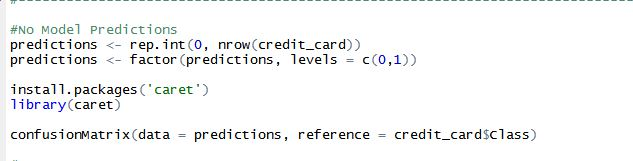 #No Model Predictions
predictions <- rep.int(0, nrow(credit_card))
predictions <- factor(predictions, levels = c(0,1))
install.packages('caret')
library(caret)
confusionMatrix(data = predictions, reference = credit_card$Class)